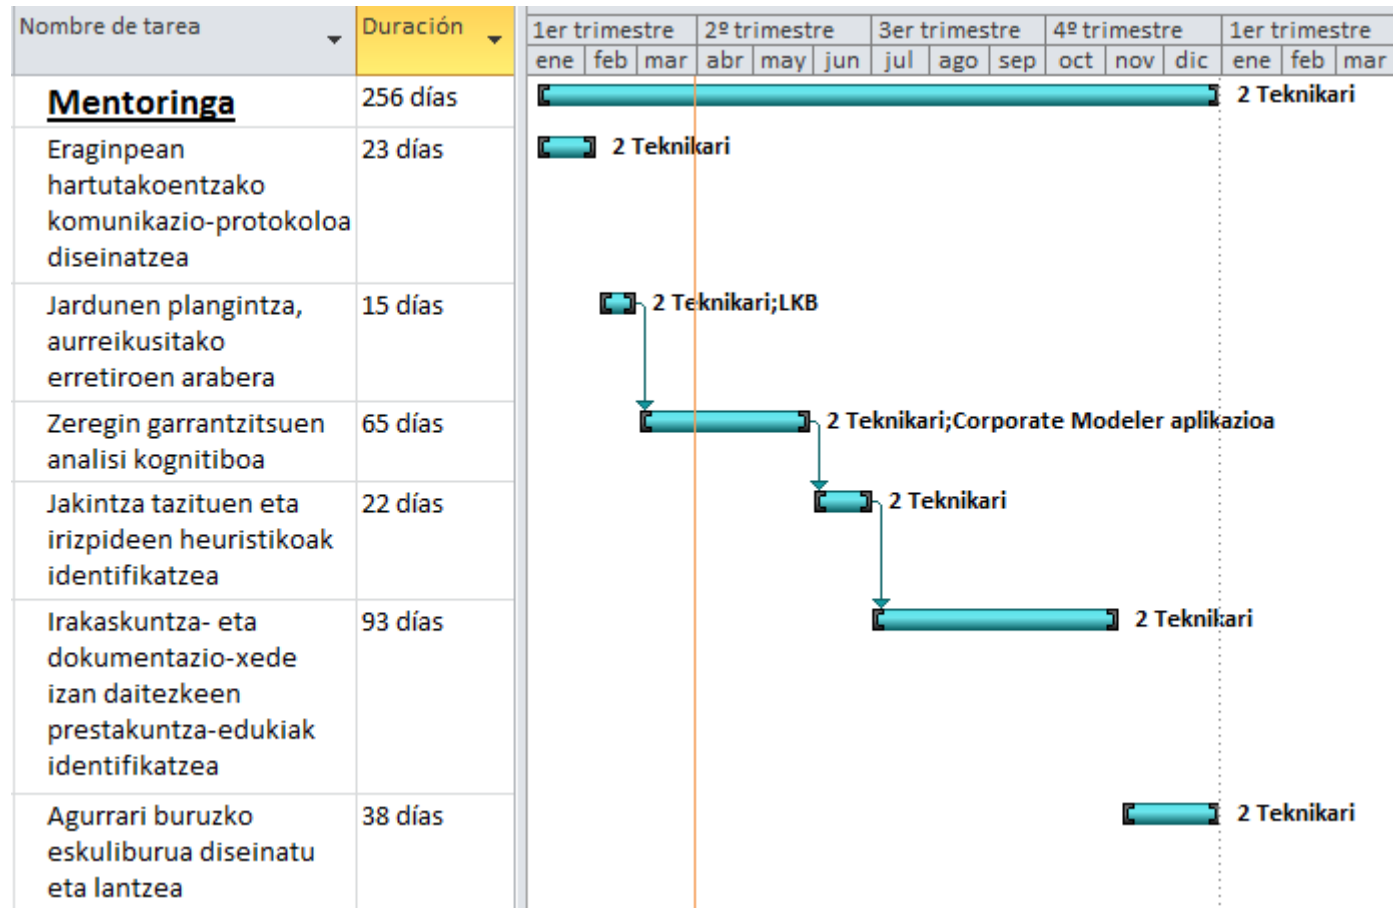 Nombre de tarea Duración 1er trimestre 2º trimestre 3er trimestre 4º trimestre 1er trimestre
ene feb mar abr may jun jul ago sep oct nov dic ene feb mar
Mentoringa 256 días 2 Teknikari
Eraginpean 23 días 2 Teknikari
hartutakoentzako
komunikazio-protokoloa
diseinatzea
Jardunen plangintza, 15 días 2 Teknikari;LKB
aurreikusitako
erretiroen arabera
Zeregin garrantzitsuen 65 días 2 Teknikari;Corporate Modeler aplikazioa
analisi kognitiboa
Jakintza tazituen eta 22 días 2 Teknikari
irizpideen heuristikoak
identifikatzea
Irakaskuntza- eta 93 días 2 Teknikari
dokumentazio-xede
izan daitezkeen
prestakuntza-edukiak
identifikatzea
Agurrari buruzko 38 días 2 Teknikari
eskuliburua diseinatu
eta lantzea